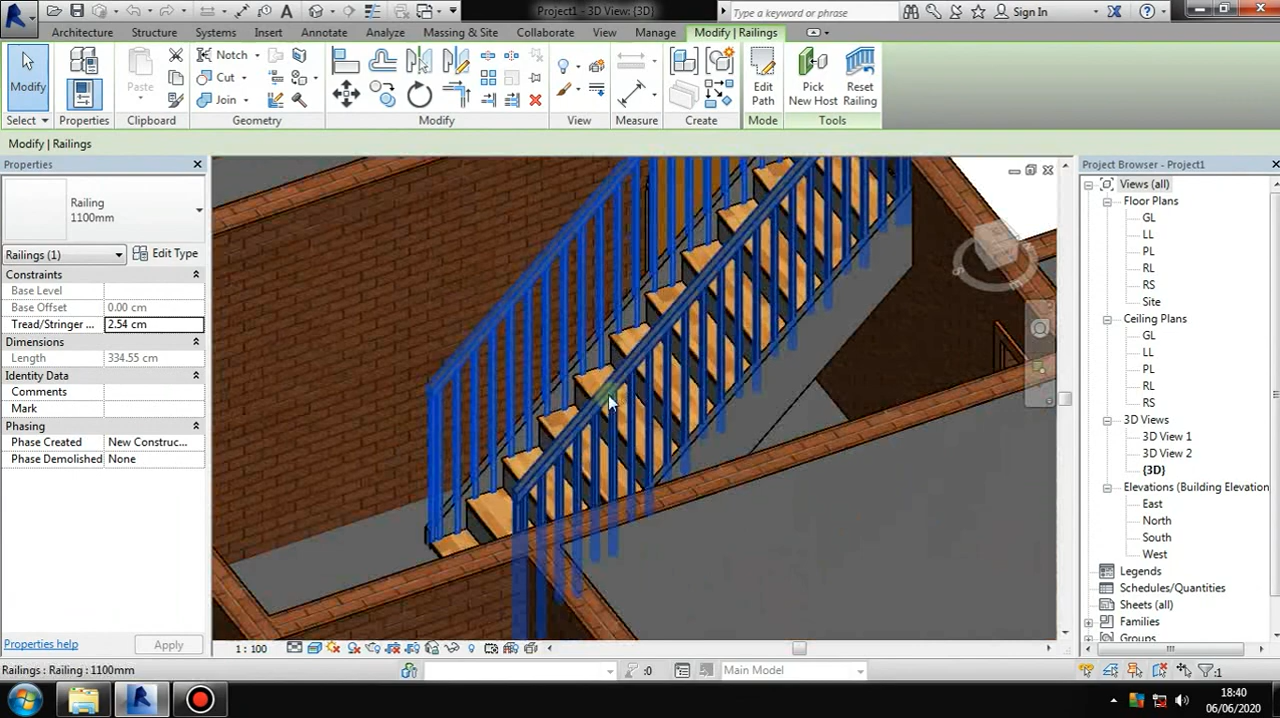 Project1 - 3D View: {3D}
Type a keyword or phrase
Sign In
Architecture
Structure
Systems
Insert
Annotate
Analyze
Massing & Site
Collaborate
View
Manage
Modify | Railings
Modify
Paste
Notch
Cut
Join
Edit
Path
Pick
New Host
Reset
Railing
Select
Properties
Clipboard
Geometry
Modify
View
Measure
Create
Mode
Tools
Modify | Railings
Properties
Railing
1100mm
Railings (1)
Edit Type
Constraints
Base Level
Base Offset 0.00 cm
Tread/Stringer ... 2.54 cm
Dimensions
Length 334.55 cm
Identity Data
Comments
Mark
Phasing
Phase Created New Construc...
Phase Demolished None
Properties help
Apply
Project Browser - Project1
Views (all)
Floor Plans
GL
LL
PL
RL
RS
Site
Ceiling Plans
GL
LL
PL
RL
RS
3D Views
3D View 1
3D View 2
{3D}
Elevations (Building Elevation
East
North
South
West
Legends
Schedules/Quantities
Sheets (all)
Families
Groups
1 : 100
Railings : Railing : 1100mm
:0
Main Model
:1
18:40
06/06/2020